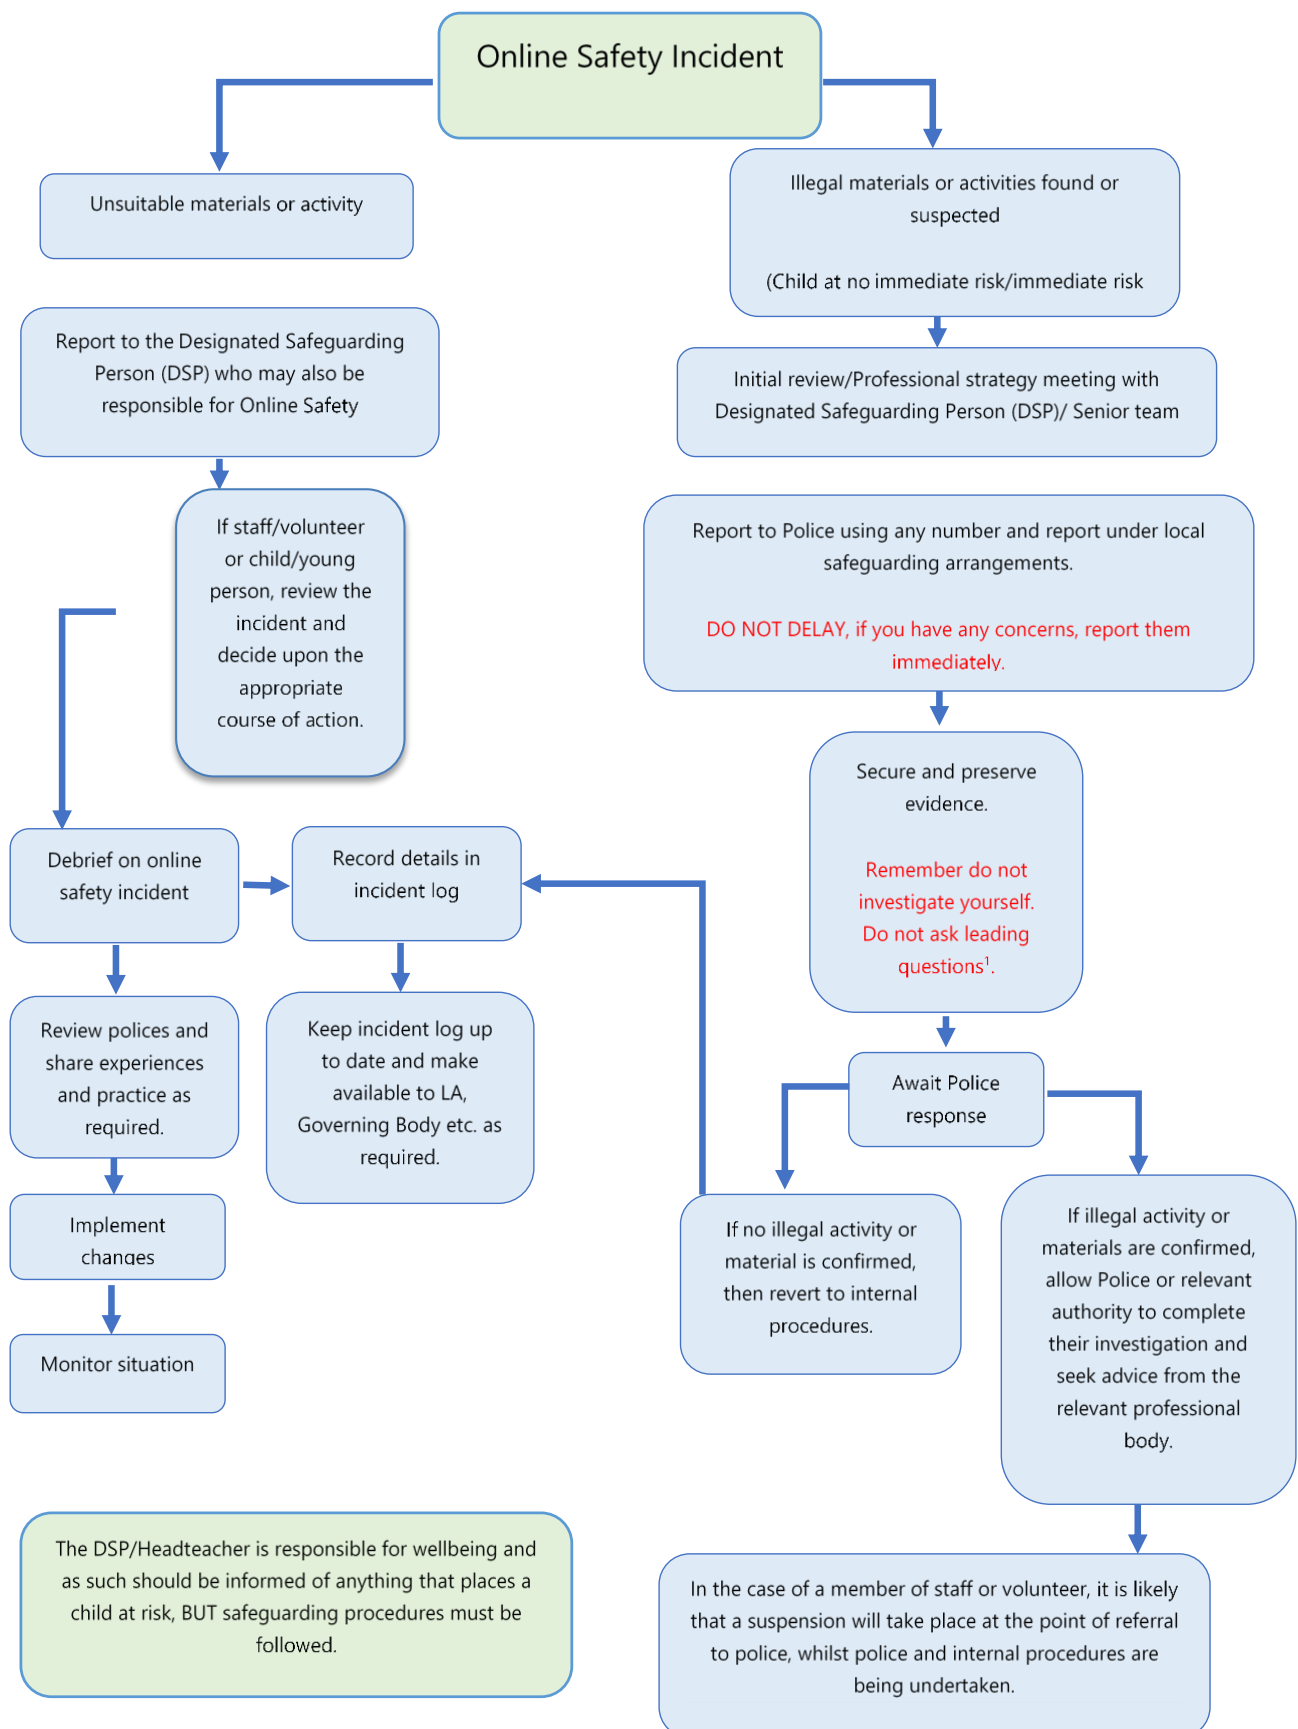 Online Safety Incident
Unsuitable materials or activity
Illegal materials or activities found or
suspected
(Child at no immediate risk/immediate risk
Report to the Designated Safeguarding
Person (DSP) who may also be
responsible for Online Safety
Initial review/Professional strategy meeting with
Designated Safeguarding Person (DSP)/ Senior team
If staff/volunteer
or child/young
person, review the
incident and
decide upon the
appropriate
course of action.
Report to Police using any number and report under local
safeguarding arrangements.
DO NOT DELAY, if you have any concerns, report them
immediately.
Secure and preserve
evidence.
Remember do not
investigate yourself.
Do not ask leading
questions¹.
Debrief on online
safety incident
Record details in
incident log
Review polices and
share experiences
and practice as
required.
Keep incident log up
to date and make
available to LA,
Governing Body etc. as
required.
Await Police
response
Implement
changes
Monitor situation
If no illegal activity or
material is confirmed,
then revert to internal
procedures.
If illegal activity or
materials are confirmed,
allow Police or relevant
authority to complete
their investigation and
seek advice from the
relevant professional
body.
The DSP/Headteacher is responsible for wellbeing and
as such should be informed of anything that places a
child at risk, BUT safeguarding procedures must be
followed.
In the case of a member of staff or volunteer, it is likely
that a suspension will take place at the point of referral
to police, whilst police and internal procedures are
being undertaken.